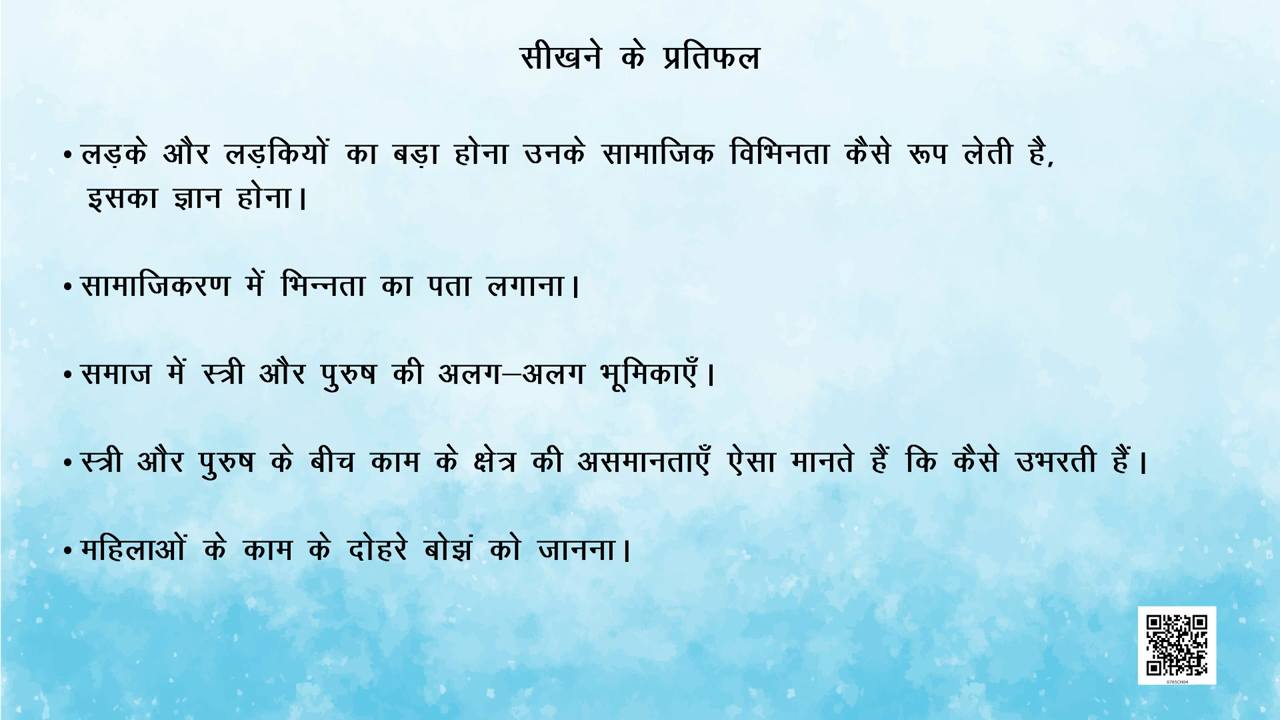 सीखने के प्रतिफल
• लड़के और लड़कियों का बड़ा होना उनके सामाजिक विभिनता कैसे रूप लेती है,
इसका ज्ञान होना।
• सामाजिकरण में भिन्नता का पता लगाना।
• समाज में स्त्री और पुरुष की अलग–अलग भूमिकाएँ।
• स्त्री और पुरुष के बीच काम के क्षेत्र की असमानताएँ ऐसा मानते हैं कि कैसे उभरती हैं।
• महिलाओं के काम के दोहरे बोझं को जानना।
0765CH04